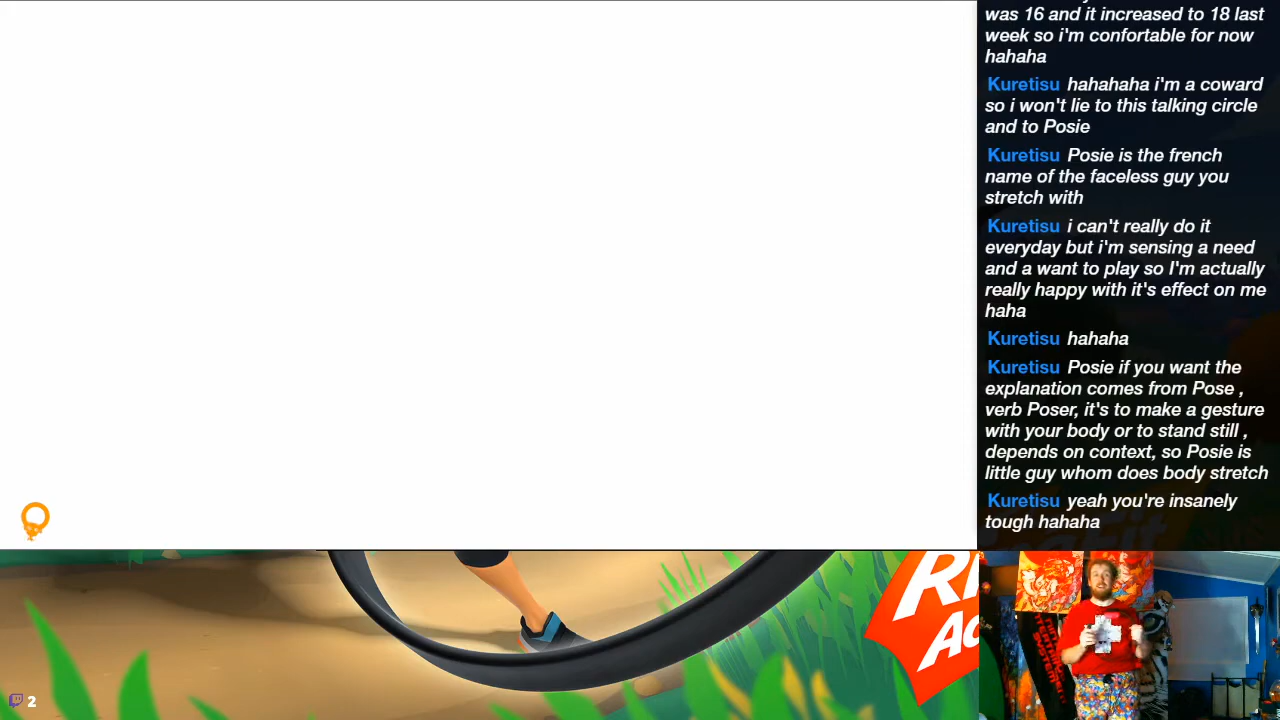 was 16 and it increased to 18 last
week so i'm confortable for now
hahaha
Kuretisu hahahaha i'm a coward
so i won't lie to this talking circle
and to Posie
Kuretisu Posie is the french
name of the faceless guy you
stretch with
Kuretisu i can't really do it
everyday but i'm sensing a need
and a want to play so I'm actually
really happy with it's effect on me
haha
Kuretisu hahaha
Kuretisu Posie if you want the
explanation comes from Pose ,
verb Poser, it's to make a gesture
with your body or to stand still ,
depends on context, so Posie is
little guy whom does body stretch
Kuretisu yeah you're insanely
tough hahaha
2